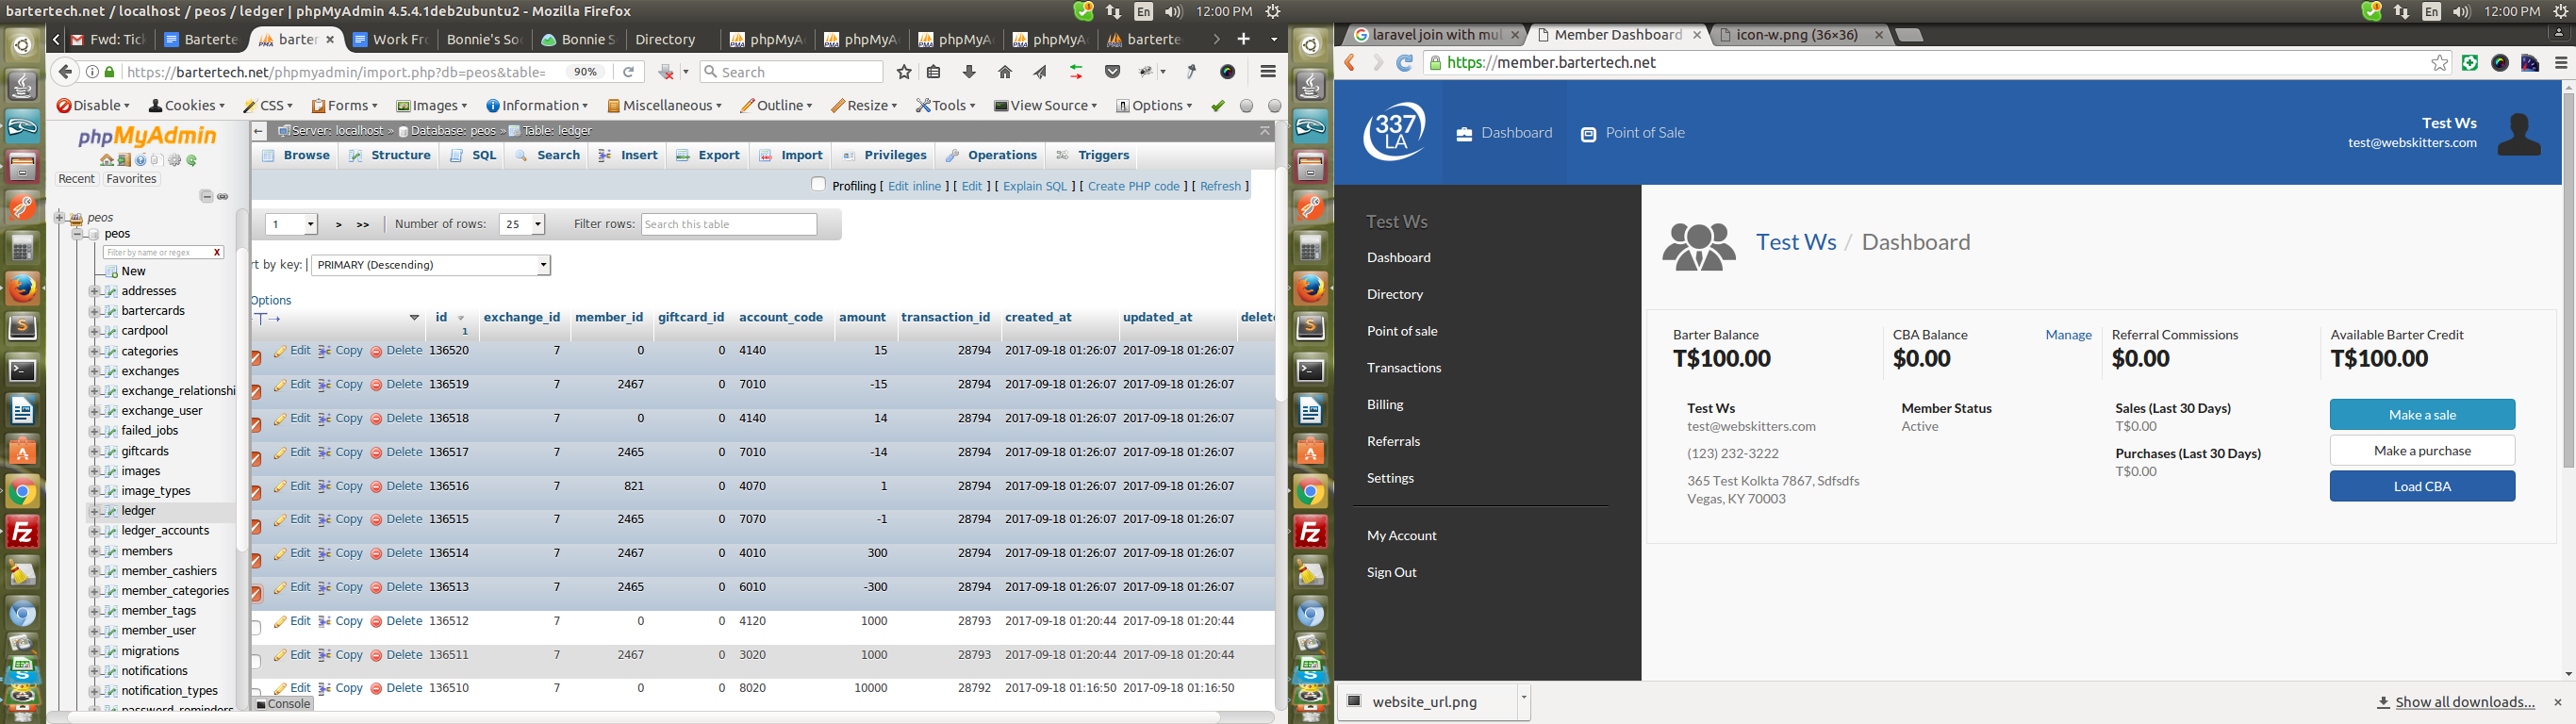 bartertech.net / localhost / peos / ledger | phpMyAdmin 4.5.4.1deb2ubuntu2 - Mozilla Firefox
En 12:00 PM
Fwd: Tic
Barterte
barter
Work Fr
Bonnie's So
Bonnie S
Directory
phpMyA
phpMyA
phpMyA
phpMyA
barterte
https://bartertech.net/phpmyadmin/import.php?db=peos&table=
90%
Search
Disable
Cookies
CSS
Forms
Images
Information
Miscellaneous
Outline
Resize
Tools
View Source
Options
phpMyAdmin
Recent
Favorites
peos
peos
Filter by name or regex X
New
addresses
bartercards
cardpool
categories
exchanges
exchange_relationshi
exchange_user
failed_jobs
giftcards
images
image_types
ledger
ledger_accounts
members
member_cashiers
member_categories
member_tags
member_user
migrations
notifications
notification_types
password_reminders
Server: localhost » Database: peos » Table: ledger
Browse
Structure
SQL
Search
Insert
Export
Import
Privileges
Operations
Triggers
Profiling [ Edit inline ] [ Edit ] [ Explain SQL ] [ Create PHP code ] [ Refresh ]
1 > >> | Number of rows: 25 Filter rows: Search this table
rt by key: PRIMARY (Descending)
Options
id 1 exchange_id member_id giftcard_id account_code amount transaction_id created_at updated_at delet
Edit Copy Delete 136520 7 0 0 4140 15 28794 2017-09-18 01:26:07 2017-09-18 01:26:07
Edit Copy Delete 136519 7 2467 0 7010 -15 28794 2017-09-18 01:26:07 2017-09-18 01:26:07
Edit Copy Delete 136518 7 0 0 4140 14 28794 2017-09-18 01:26:07 2017-09-18 01:26:07
Edit Copy Delete 136517 7 2465 0 7010 -14 28794 2017-09-18 01:26:07 2017-09-18 01:26:07
Edit Copy Delete 136516 7 821 0 4070 1 28794 2017-09-18 01:26:07 2017-09-18 01:26:07
Edit Copy Delete 136515 7 2465 0 7070 -1 28794 2017-09-18 01:26:07 2017-09-18 01:26:07
Edit Copy Delete 136514 7 2467 0 4010 300 28794 2017-09-18 01:26:07 2017-09-18 01:26:07
Edit Copy Delete 136513 7 2465 0 6010 -300 28794 2017-09-18 01:26:07 2017-09-18 01:26:07
Edit Copy Delete 136512 7 0 0 4120 1000 28793 2017-09-18 01:20:44 2017-09-18 01:20:44
Edit Copy Delete 136511 7 2467 0 3020 1000 28793 2017-09-18 01:20:44 2017-09-18 01:20:44
Edit Copy Delete 136510 7 0 0 8020 10000 28792 2017-09-18 01:16:50 2017-09-18 01:16:50
Console
En 12:00 PM
laravel join with mul
Member Dashboard
icon-w.png (36×36)
https://member.bartertech.net
337
LA
Dashboard
Point of Sale
Test Ws
test@webskitters.com
Test Ws
Dashboard
Directory
Point of sale
Transactions
Billing
Referrals
Settings
My Account
Sign Out
Test Ws / Dashboard
Barter Balance
T$100.00
CBA Balance Manage
$0.00
Referral Commissions
$0.00
Available Barter Credit
T$100.00
Test Ws
test@webskitters.com
(123) 232-3222
365 Test Kolkta 7867, Sdfsdfs
Vegas, KY 70003
Member Status
Active
Sales (Last 30 Days)
T$0.00
Purchases (Last 30 Days)
T$0.00
Make a sale
Make a purchase
Load CBA
website_url.png
Show all downloads...